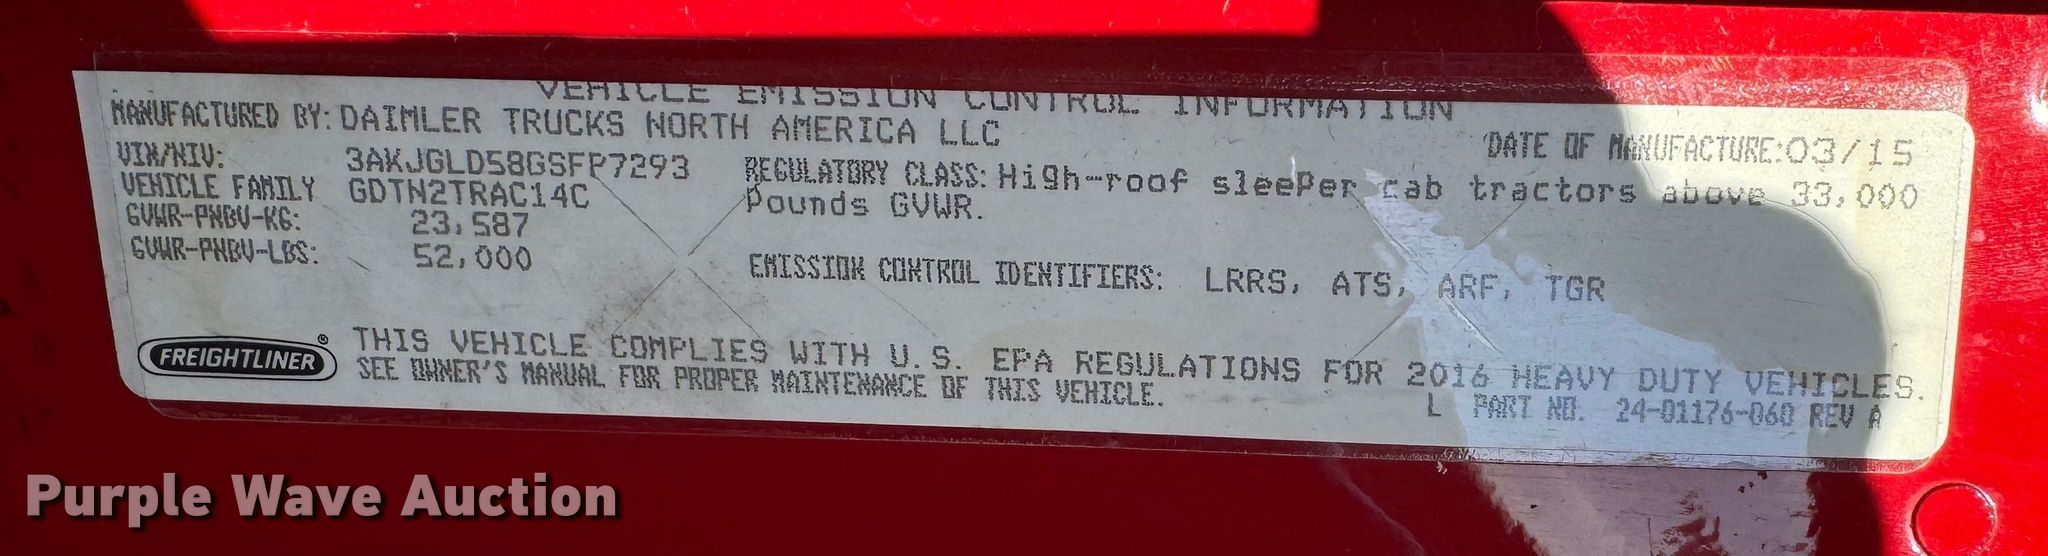 VEHICLE EMISSION CONTROL INFORMATION
MANUFACTURED BY: DAIMLER TRUCKS NORTH AMERICA LLC
DATE OF MANUFACTURE: 03/15
VIN/NIV: 3AKJGLD58GSFP7293
REGULATORY CLASS: High-roof sleeper cab tractors above 33,000
VEHICLE FAMILY GDTN2TRAC14C
Pounds GVWR.
GVWR-PNBV-KG: 23,587
GVWR-PNBV-LBS: 52,000
EMISSION CONTROL IDENTIFIERS: LRRS, ATS, ARF, TGR
FREIGHTLINER®
THIS VEHICLE COMPLIES WITH U.S. EPA REGULATIONS FOR 2016 HEAVY DUTY VEHICLES.
SEE OWNER'S MANUAL FOR PROPER MAINTENANCE OF THIS VEHICLE.
L PART NO. 24-01176-060 REV A
Purple Wave Auction